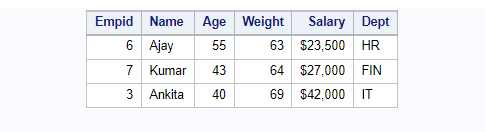 Empid Name Age Weight Salary Dept
6 Ajay 55 63 $23,500 HR
7 Kumar 43 64 $27,000 FIN
3 Ankita 40 69 $42,000 IT